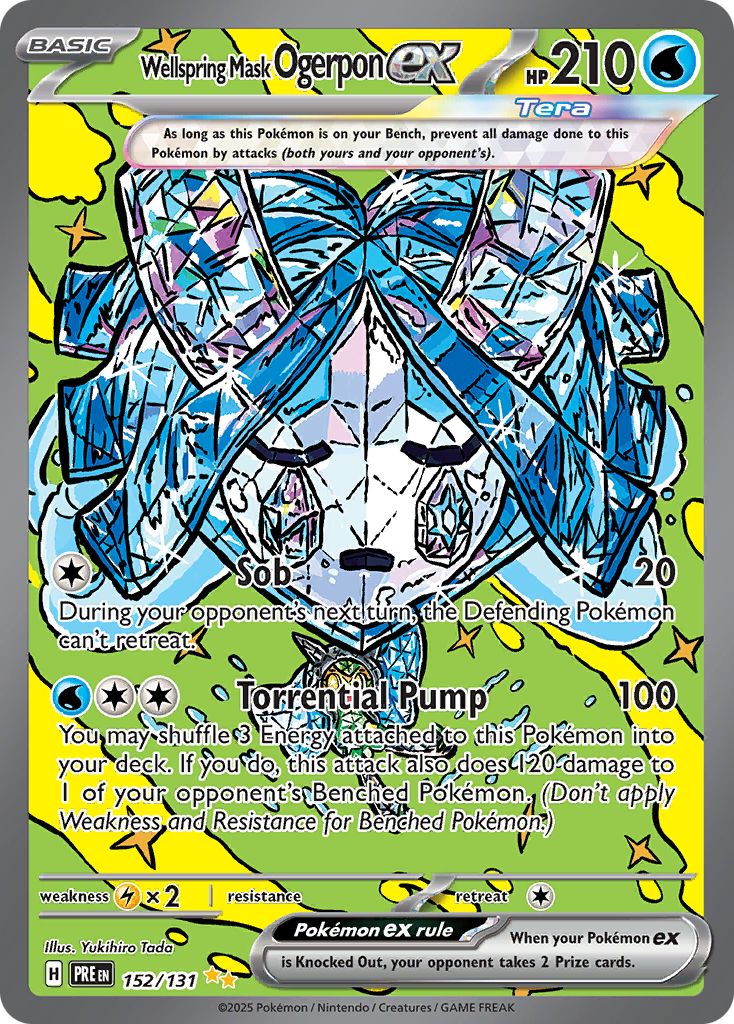 BASIC
Wellspring Mask Ogerpon ex HP 210
Tera
As long as this Pokémon is on your Bench, prevent all damage done to this
Pokémon by attacks (both yours and your opponent's).
Sob 20
During your opponent's next turn, the Defending Pokémon
can't retreat.
Torrential Pump 100
You may shuffle 3 Energy attached to this Pokémon into
your deck. If you do, this attack also does 120 damage to
1 of your opponent's Benched Pokémon. (Don't apply
Weakness and Resistance for Benched Pokémon.)
weakness ×2 resistance retreat
Illus. Yukihiro Tada
Pokémon ex rule When your Pokémon ex
is Knocked Out, your opponent takes 2 Prize cards.
H PRE EN 152/131
©2025 Pokémon / Nintendo / Creatures / GAME FREAK